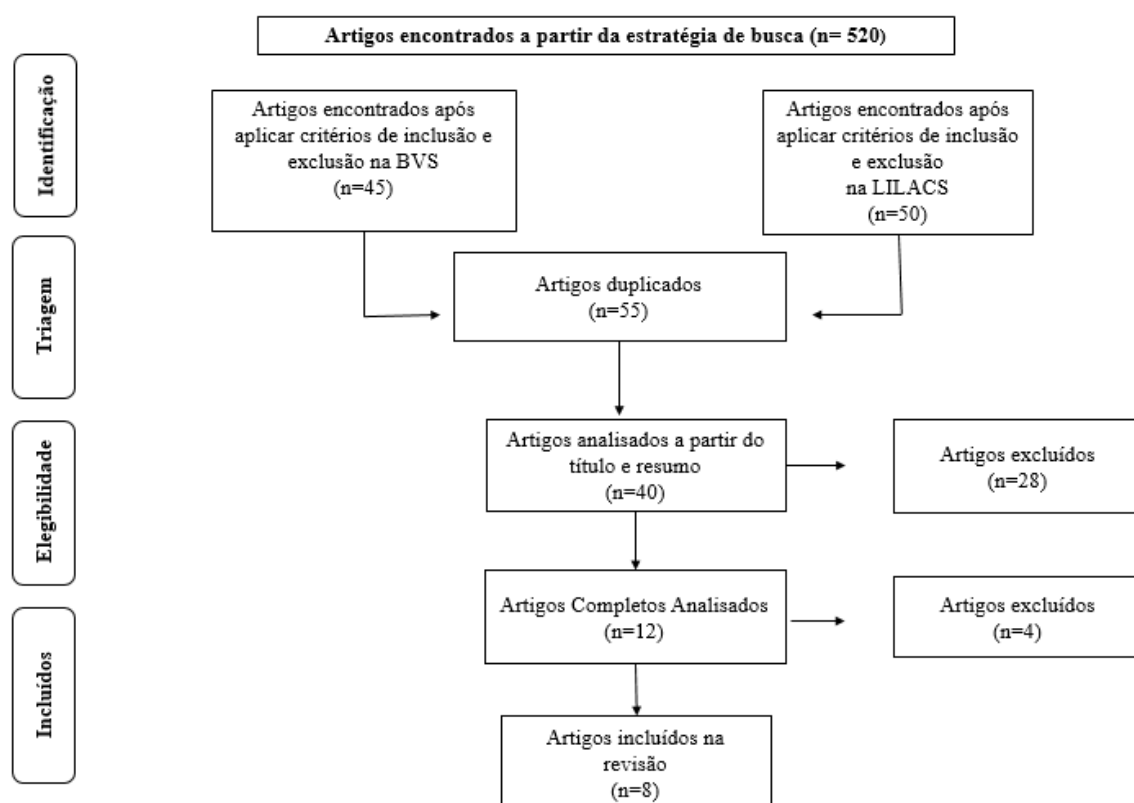 Artigos encontrados a partir da estratégia de busca (n= 520)
Identificação
Artigos encontrados após
aplicar critérios de inclusão e
exclusão na BVS
(n=45)
Artigos encontrados após
aplicar critérios de inclusão
e exclusão
na LILACS
(n=50)
Triagem
Artigos duplicados
(n=55)
Elegibilidade
Artigos analisados a partir do
título e resumo
(n=40)
Artigos excluídos
(n=28)
Artigos Completos Analisados
(n=12)
Artigos excluídos
(n=4)
Incluídos
Artigos incluídos na
revisão
(n=8)